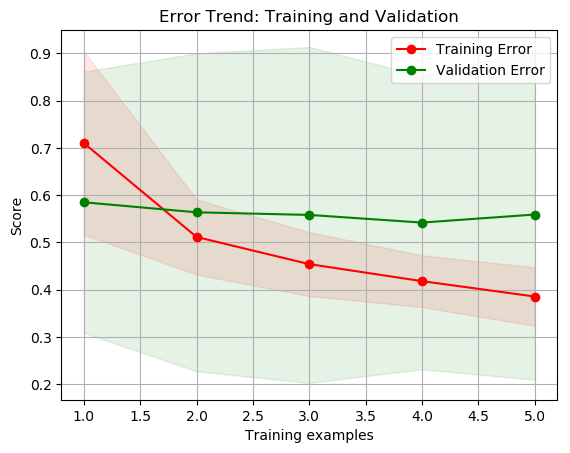 Error Trend: Training and Validation
Training Error
Validation Error
Score
0.9
0.8
0.7
0.6
0.5
0.4
0.3
0.2
1.0 1.5 2.0 2.5 3.0 3.5 4.0 4.5 5.0
Training examples